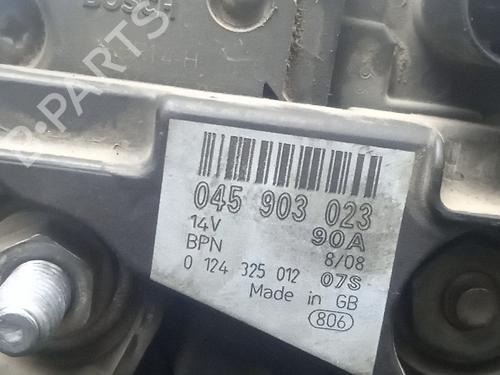 BOSCH
14H
B-PARTS
045 903 023
14V 90A
BPN 8/08
0 124 325 012 07S
Made in GB
806